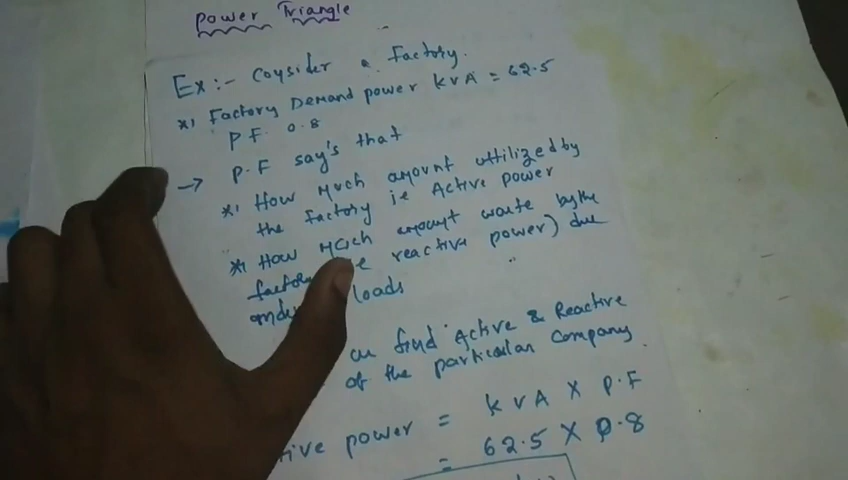 Power Triangle
Ex:- Consider a factory.
*) Factory Demand power kVA = 62.5
PF 0.8
→ P.F say's that
*) How Much amount utilized by
the factory ie Active power
*) How Much amount waste by the
reactive power) due
loads
find Active & Reactive
of the particular Company.
power = kVA X P.F
= 62.5 X 0.8